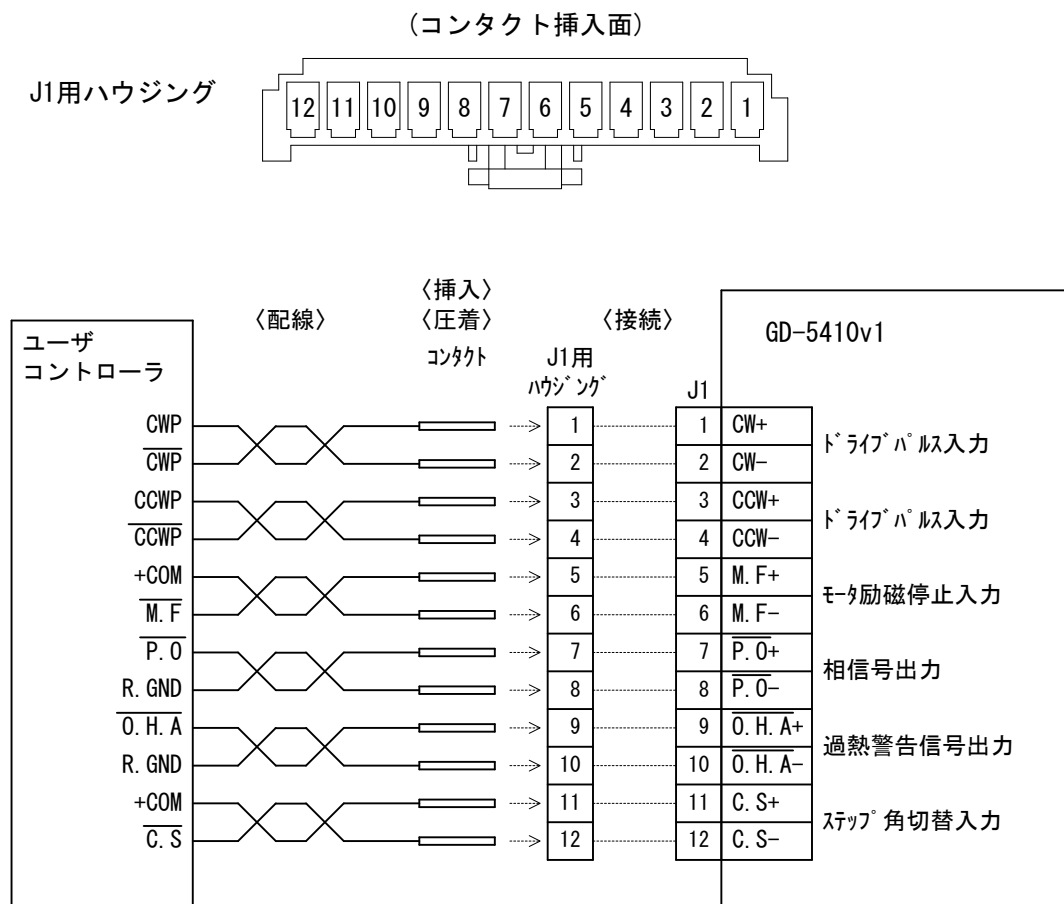 (コンタクト挿入面)
J1用ハウジング
12 11 10 9 8 7 6 5 4 3 2 1
〈挿入〉
〈配線〉 〈圧着〉 〈接続〉
GD-5410v1
ユーザ
コントローラ
コンタクト J1用
ハウジング J1
CWP 1 1 CW+
ドライブパルス入力
C̅W̅P̅ 2 2 CW-
CCWP 3 3 CCW+
ドライブパルス入力
C̅C̅W̅P̅ 4 4 CCW-
+COM 5 5 M.F+
モータ励磁停止入力
M̅.̅F̅ 6 6 M.F-
P̅.̅O̅ 7 7 P̅.̅O̅+
相信号出力
R.GND 8 8 P̅.̅O̅-
O̅.̅H̅.̅A̅ 9 9 O̅.̅H̅.̅A̅+
過熱警告信号出力
R.GND 10 10 O̅.̅H̅.̅A̅-
+COM 11 11 C.S+
ステップ角切替入力
C̅.̅S̅ 12 12 C.S-